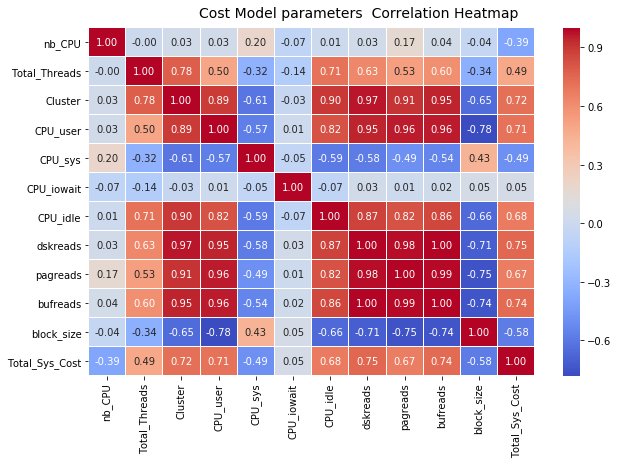 Cost Model parameters  Correlation Heatmap
nb_CPU 1.00 -0.00 0.03 0.03 0.20 -0.07 0.01 0.03 0.17 0.04 -0.04 -0.39
Total_Threads -0.00 1.00 0.78 0.50 -0.32 -0.14 0.71 0.63 0.53 0.60 -0.34 0.49
Cluster 0.03 0.78 1.00 0.89 -0.61 -0.03 0.90 0.97 0.91 0.95 -0.65 0.72
CPU_user 0.03 0.50 0.89 1.00 -0.57 0.01 0.82 0.95 0.96 0.96 -0.78 0.71
CPU_sys 0.20 -0.32 -0.61 -0.57 1.00 -0.05 -0.59 -0.58 -0.49 -0.54 0.43 -0.49
CPU_iowait -0.07 -0.14 -0.03 0.01 -0.05 1.00 -0.07 0.03 0.01 0.02 0.05 0.05
CPU_idle 0.01 0.71 0.90 0.82 -0.59 -0.07 1.00 0.87 0.82 0.86 -0.66 0.68
dskreads 0.03 0.63 0.97 0.95 -0.58 0.03 0.87 1.00 0.98 1.00 -0.71 0.75
pagreads 0.17 0.53 0.91 0.96 -0.49 0.01 0.82 0.98 1.00 0.99 -0.75 0.67
bufreads 0.04 0.60 0.95 0.96 -0.54 0.02 0.86 1.00 0.99 1.00 -0.74 0.74
block_size -0.04 -0.34 -0.65 -0.78 0.43 0.05 -0.66 -0.71 -0.75 -0.74 1.00 -0.58
Total_Sys_Cost -0.39 0.49 0.72 0.71 -0.49 0.05 0.68 0.75 0.67 0.74 -0.58 1.00
nb_CPU
Total_Threads
Cluster
CPU_user
CPU_sys
CPU_iowait
CPU_idle
dskreads
pagreads
bufreads
block_size
Total_Sys_Cost
0.9
0.6
0.3
0.0
−0.3
−0.6